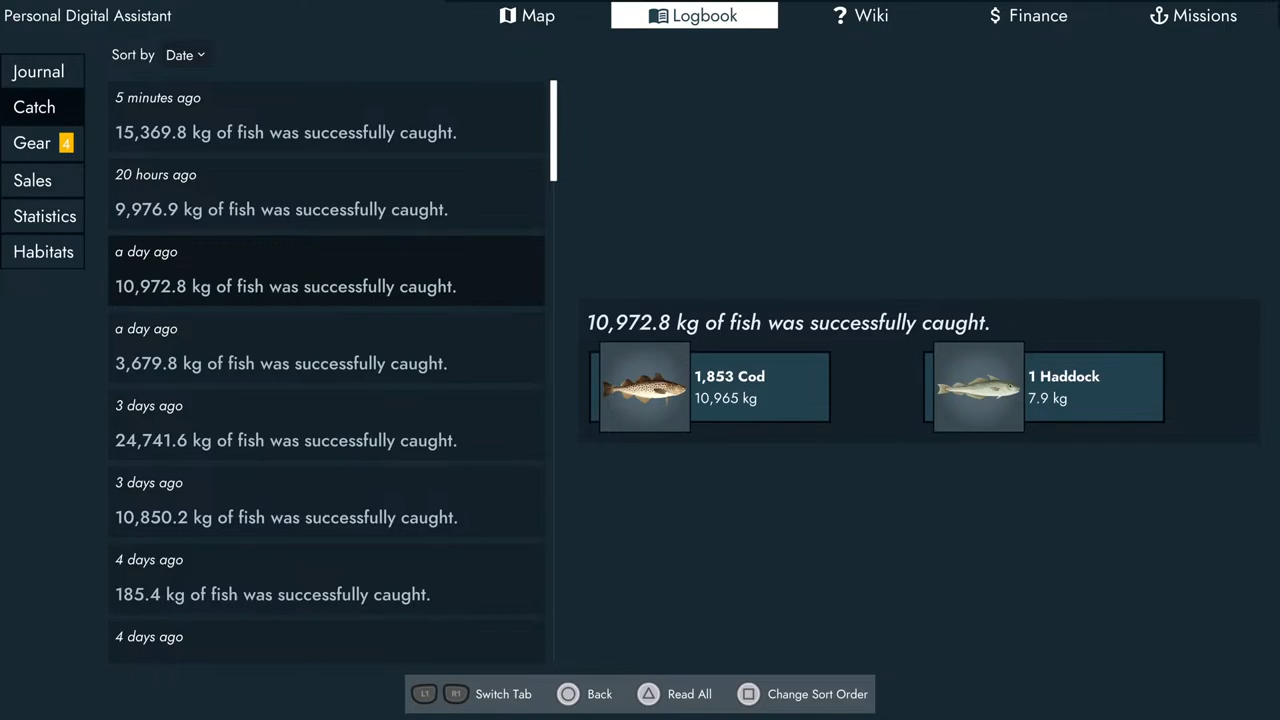 Personal Digital Assistant
Map
Logbook
? Wiki
$ Finance
Missions
Journal
Catch
Gear 4
Sales
Statistics
Habitats
Sort by Date
5 minutes ago
15,369.8 kg of fish was successfully caught.
20 hours ago
9,976.9 kg of fish was successfully caught.
a day ago
10,972.8 kg of fish was successfully caught.
a day ago
3,679.8 kg of fish was successfully caught.
3 days ago
24,741.6 kg of fish was successfully caught.
3 days ago
10,850.2 kg of fish was successfully caught.
4 days ago
185.4 kg of fish was successfully caught.
4 days ago
10,972.8 kg of fish was successfully caught.
1,853 Cod
10,965 kg
1 Haddock
7.9 kg
L1 R1 Switch Tab
Back
Read All
Change Sort Order